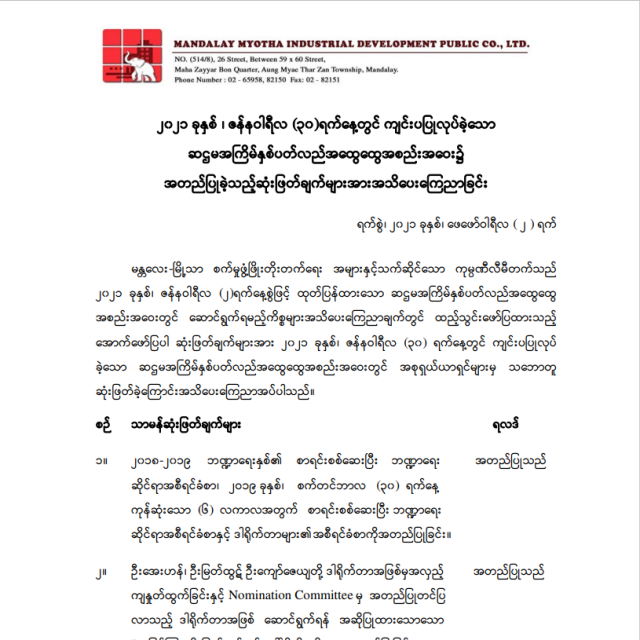 MANDALAY MYOTHA INDUSTRIAL DEVELOPMENT PUBLIC CO., LTD.
NO. (514/8), 26 Street, Between 59 x 60 Street,
Maha Zayyar Bon Quarter, Aung Myae Thar Zan Township, Mandalay.
Phone Number : 02 - 65958, 82150 Fax: 02 - 82151
၂၀၂၁ ခုနှစ် ၊ ဇန်နဝါရီလ (၃၀)ရက်နေ့တွင် ကျင်းပပြုလုပ်ခဲ့သော
ဆဌမအကြိမ်နှစ်ပတ်လည်အထွေထွေအစည်းအဝေး၌
အတည်ပြုခဲ့သည့်ဆုံးဖြတ်ချက်များအားအသိပေးကြေညာခြင်း
ရက်စွဲ၊ ၂၀၂၁ ခုနှစ်၊ ဖေဖော်ဝါရီလ ( ၂ ) ရက်
မန္တလေး-မြို့သာ စက်မှုဖွံ့ဖြိုးတိုးတက်ရေး အများနှင့်သက်ဆိုင်သော ကုမ္ပဏီလီမိတက်သည်
၂၀၂၁ ခုနှစ်၊ ဇန်နဝါရီလ (၂)ရက်နေ့စွဲဖြင့် ထုတ်ပြန်ထားသော ဆဌမအကြိမ်နှစ်ပတ်လည်အထွေထွေ
အစည်းအဝေးတွင် ဆောင်ရွက်ရမည့်ကိစ္စများအသိပေးကြေညာချက်တွင် ထည့်သွင်းဖော်ပြထားသည့်
အောက်ဖော်ပြပါ ဆုံးဖြတ်ချက်များအား ၂၀၂၁ ခုနှစ်၊ ဇန်နဝါရီလ (၃၀) ရက်နေ့တွင် ကျင်းပပြုလုပ်
ခဲ့သော ဆဌမအကြိမ်နှစ်ပတ်လည်အထွေထွေအစည်းအဝေးတွင် အစုရှယ်ယာရှင်များမှ သဘောတူ
ဆုံးဖြတ်ခဲ့ကြောင်းအသိပေးကြေညာအပ်ပါသည်။
စဉ် သာမန်ဆုံးဖြတ်ချက်များ ရလဒ်
၁။ ၂၀၁၈-၂၀၁၉ ဘဏ္ဍာရေးနှစ်၏ စာရင်းစစ်ဆေးပြီး ဘဏ္ဍာရေး အတည်ပြုသည်
ဆိုင်ရာအစီရင်ခံစာ၊ ၂၀၁၉ ခုနှစ်၊ စက်တင်ဘာလ (၃၀) ရက်နေ့
ကုန်ဆုံးသော (၆) လကာလအတွက် စာရင်းစစ်ဆေးပြီး ဘဏ္ဍာရေး
ဆိုင်ရာအစီရင်ခံစာနှင့် ဒါရိုက်တာများ၏ အစီရင်ခံစာကိုအတည်ပြုခြင်း။
၂။ ဦးအေးဟန်၊ ဦးမြတ်ထွဋ် ဦးကျော်ဇေယျတို့ ဒါရိုက်တာအဖြစ်မှအလှည့် အတည်ပြုသည်
ကျနှုတ်ထွက်ခြင်းနှင့် Nomination Committee မှ အတည်ပြုတင်ပြ
လာသည့် ဒါရိုက်တာအဖြစ် ဆောင်ရွက်ရန် အဆိုပြုထားသောသော